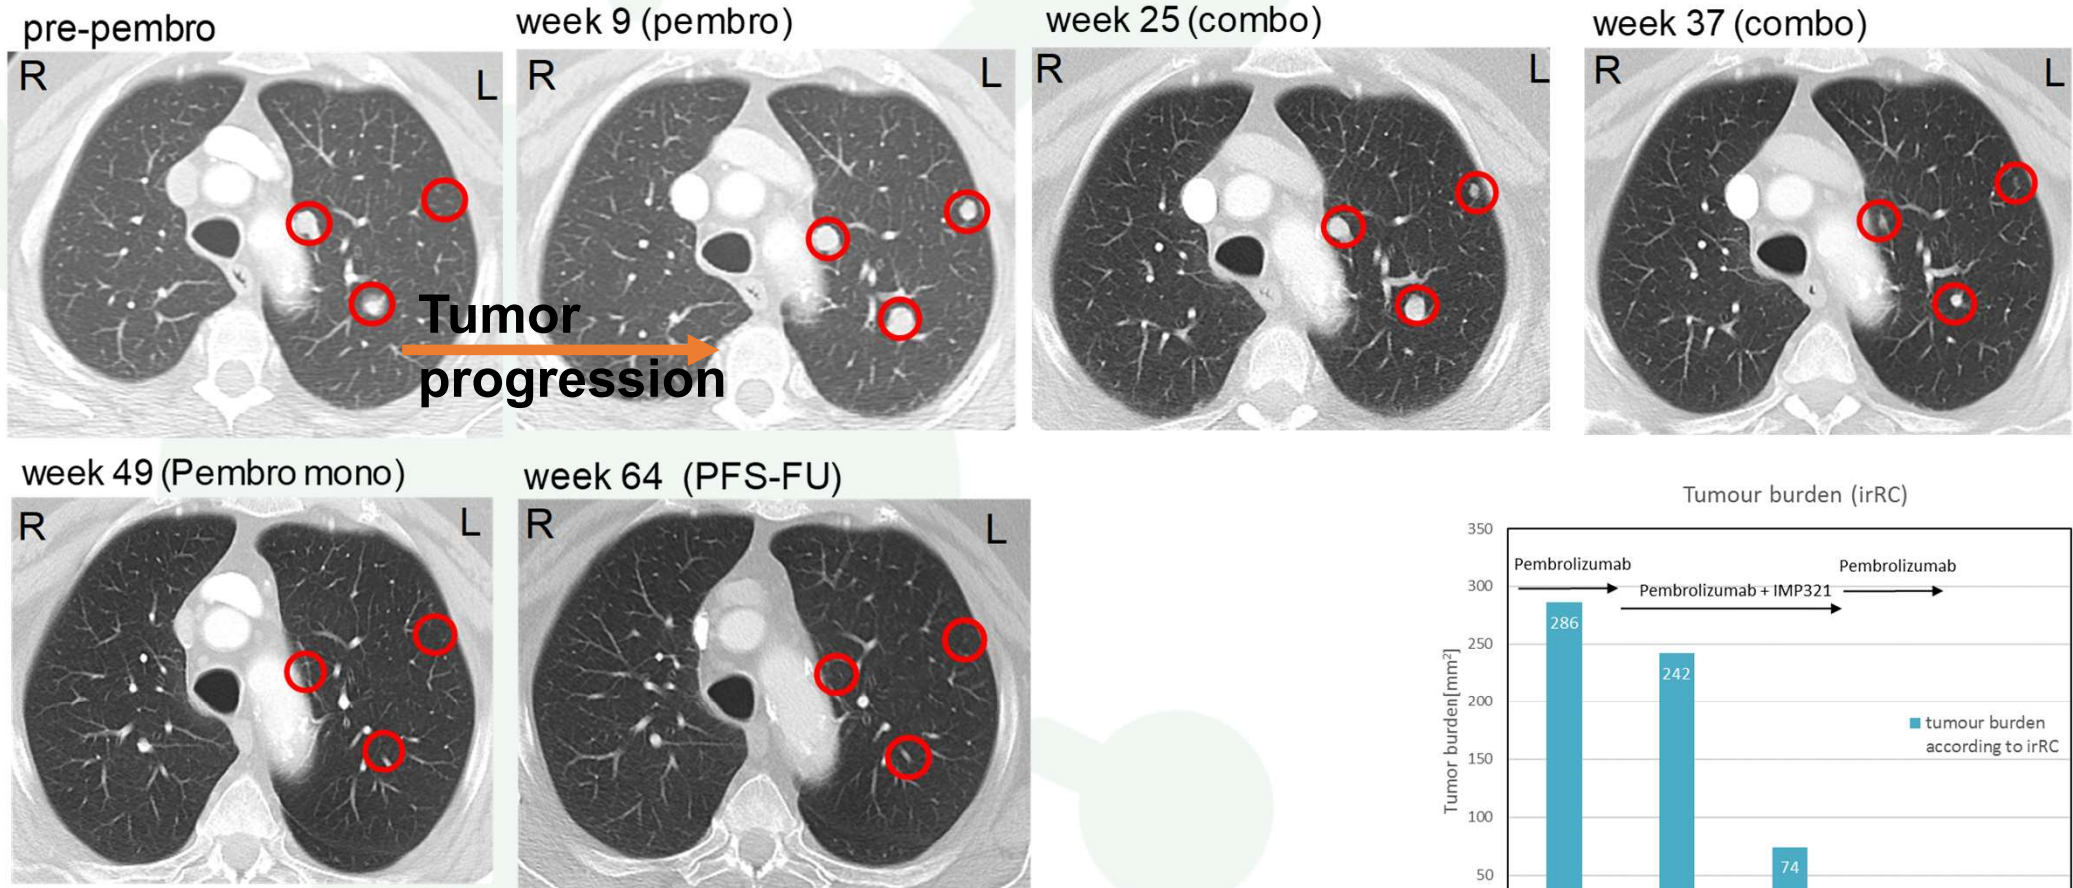 pre-pembro
week 9 (pembro)
week 25 (combo)
week 37 (combo)
R
L
R
L
R
L
R
L
Tumor
progression
week 49 (Pembro mono)
week 64 (PFS-FU)
R
L
R
L
Tumour burden (irRC)
350
300
250
200
150
100
50
Tumor burden[mm²]
Pembrolizumab
Pembrolizumab + IMP321
Pembrolizumab
286
242
74
tumour burden
according to irRC